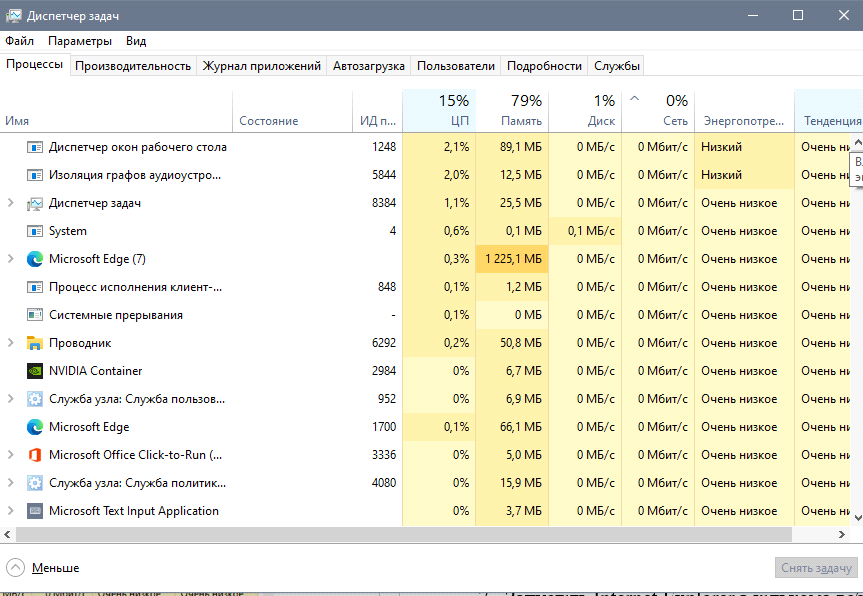 Диспетчер задач
Файл Параметры Вид
Процессы Производительность Журнал приложений Автозагрузка Пользователи Подробности Службы
15% 79% 1% 0%
Имя Состояние ИД п... ЦП Память Диск Сеть Энергопотре... Тенденция
Диспетчер окон рабочего стола 1248 2,1% 89,1 МБ 0 МБ/с 0 Мбит/с Низкий Очень ни
Изоляция графов аудиоустро... 5844 2,0% 12,5 МБ 0 МБ/с 0 Мбит/с Низкий Очень ни
Диспетчер задач 8384 1,1% 25,5 МБ 0 МБ/с 0 Мбит/с Очень низкое Очень ни
System 4 0,6% 0,1 МБ 0,1 МБ/с 0 Мбит/с Очень низкое Очень ни
Microsoft Edge (7) 0,3% 1 225,1 МБ 0 МБ/с 0 Мбит/с Очень низкое Очень ни
Процесс исполнения клиент-... 848 0,1% 1,2 МБ 0 МБ/с 0 Мбит/с Очень низкое Очень ни
Системные прерывания - 0,1% 0 МБ 0 МБ/с 0 Мбит/с Очень низкое Очень ни
Проводник 6292 0,2% 50,8 МБ 0 МБ/с 0 Мбит/с Очень низкое Очень ни
NVIDIA Container 2984 0% 6,7 МБ 0 МБ/с 0 Мбит/с Очень низкое Очень ни
Служба узла: Служба пользов... 952 0% 6,9 МБ 0 МБ/с 0 Мбит/с Очень низкое Очень ни
Microsoft Edge 1700 0,1% 66,1 МБ 0 МБ/с 0 Мбит/с Очень низкое Очень ни
Microsoft Office Click-to-Run (... 3336 0% 5,0 МБ 0 МБ/с 0 Мбит/с Очень низкое Очень ни
Служба узла: Служба политик... 4080 0% 15,9 МБ 0 МБ/с 0 Мбит/с Очень низкое Очень ни
Microsoft Text Input Application 0% 3,7 МБ 0 МБ/с 0 Мбит/с Очень низкое Очень ни
Меньше Снять задачу